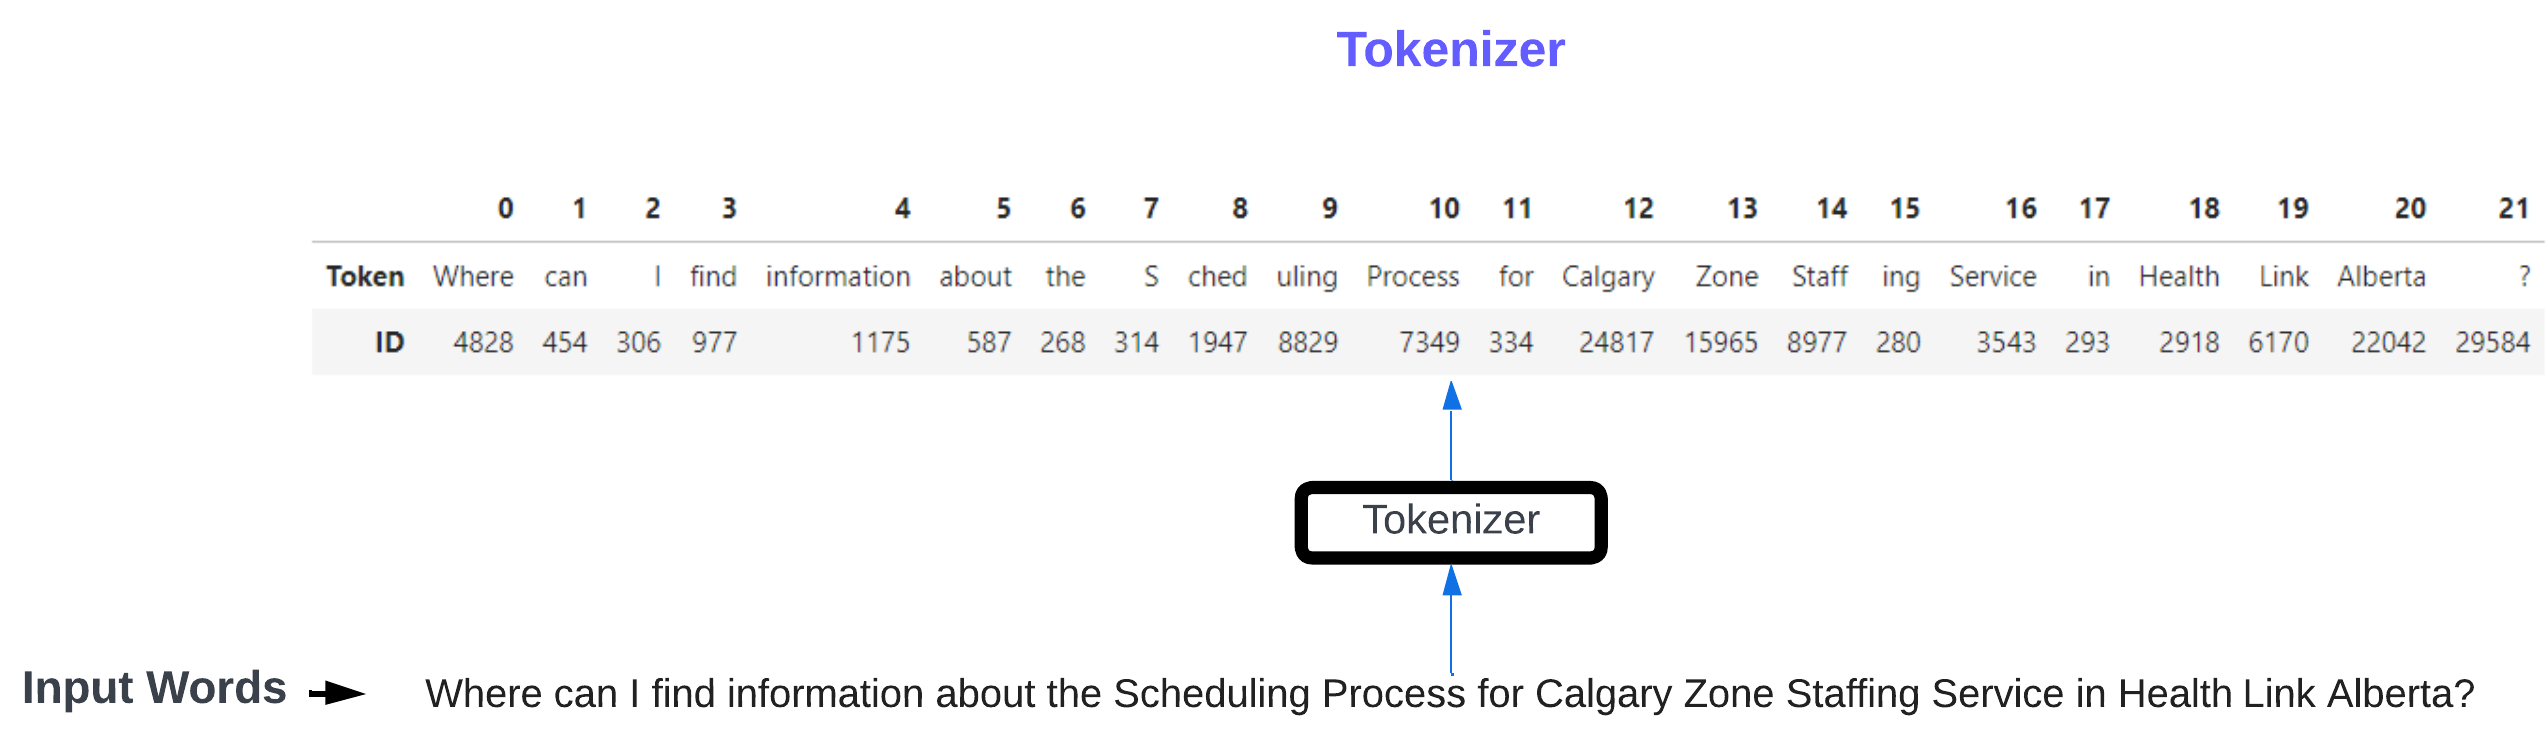 Tokenizer
0 1 2 3 4 5 6 7 8 9 10 11 12 13 14 15 16 17 18 19 20 21
Token Where can I find information about the S ched uling Process for Calgary Zone Staff ing Service in Health Link Alberta ?
ID 4828 454 306 977 1175 587 268 314 1947 8829 7349 334 24817 15965 8977 280 3543 293 2918 6170 22042 29584
Tokenizer
Input Words Where can I find information about the Scheduling Process for Calgary Zone Staffing Service in Health Link Alberta?